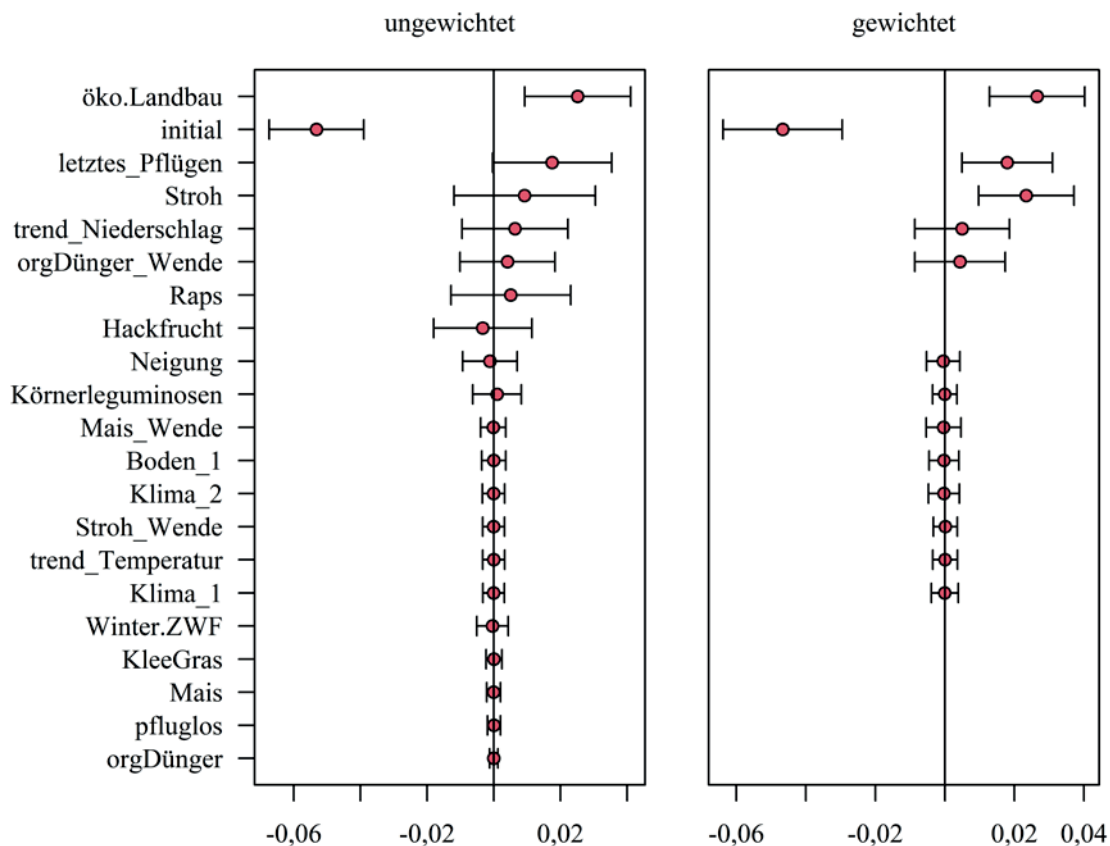 ungewichtet
gewichtet
öko.Landbau
initial
letztes_Pflügen
Stroh
trend_Niederschlag
orgDünger_Wende
Raps
Hackfrucht
Neigung
Körnerleguminosen
Mais_Wende
Boden_1
Klima_2
Stroh_Wende
trend_Temperatur
Klima_1
Winter.ZWF
KleeGras
Mais
pfluglos
orgDünger
-0,06 -0,02 0,02
-0,06 -0,02 0,02 0,04